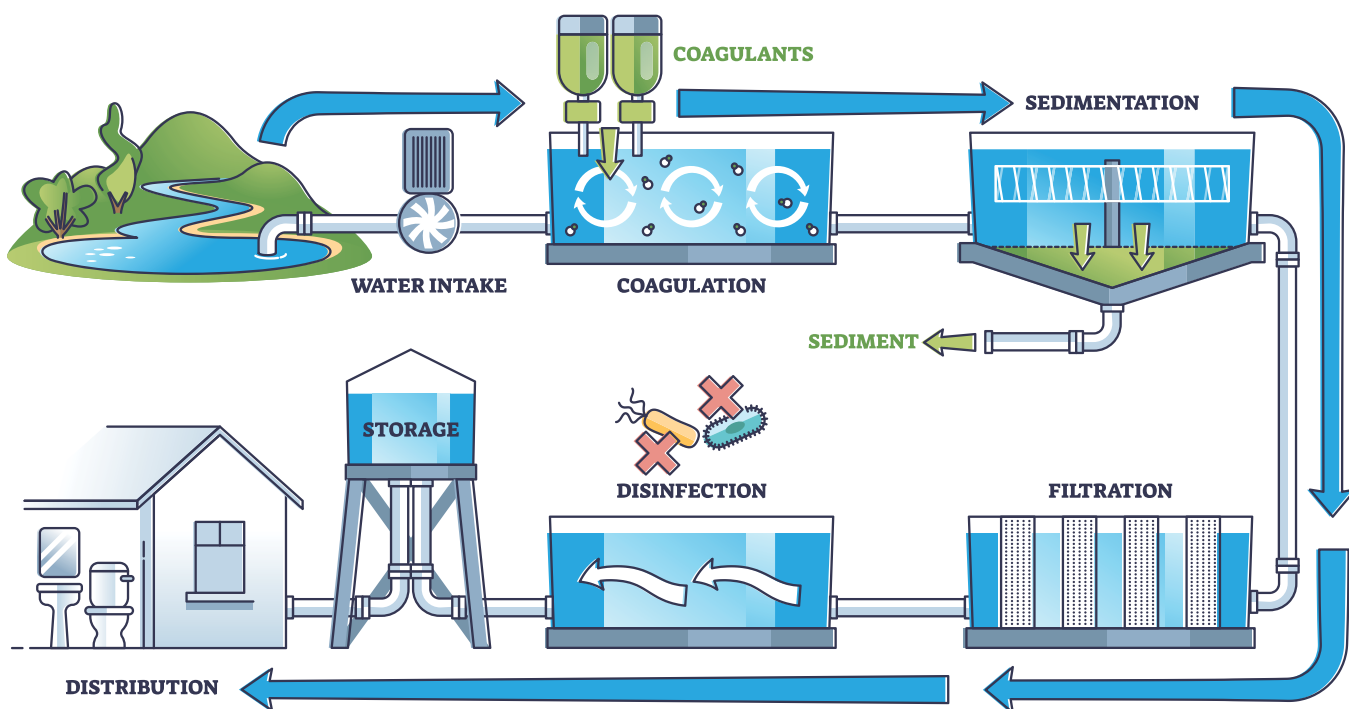 COAGULANTS
SEDIMENTATION
WATER INTAKE
COAGULATION
SEDIMENT
STORAGE
DISINFECTION
FILTRATION
DISTRIBUTION